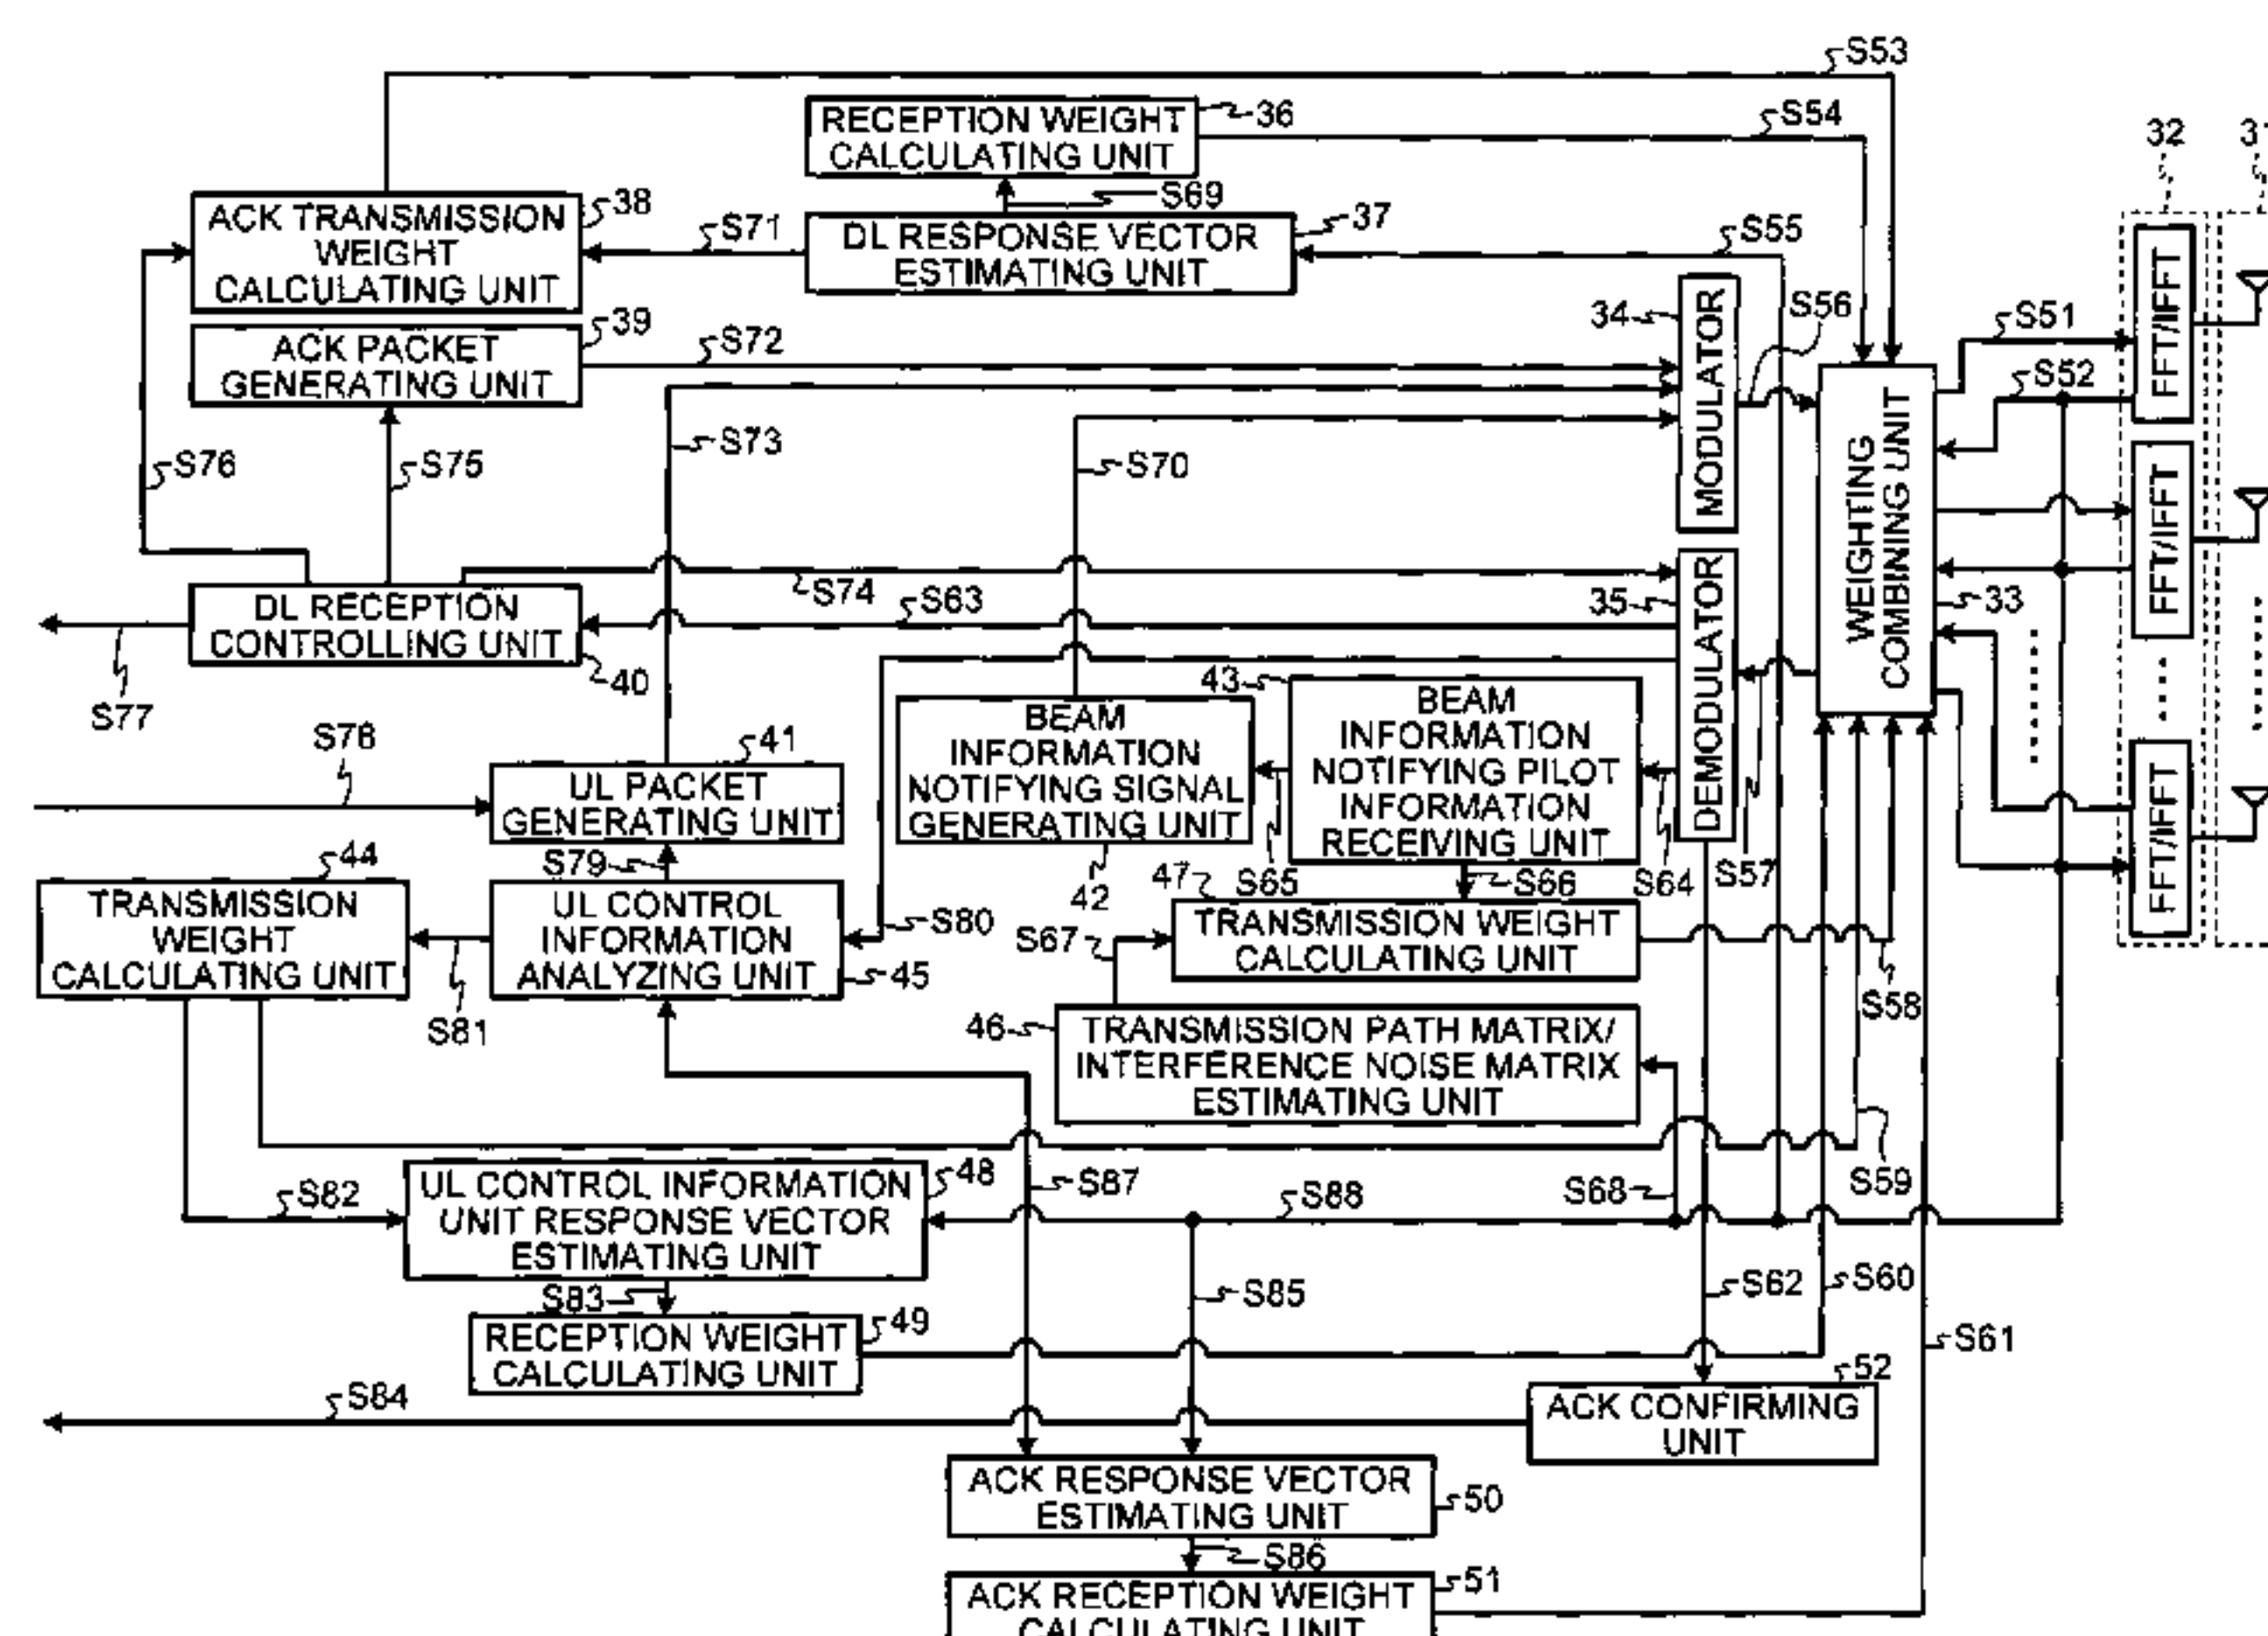 S53
RECEPTION WEIGHT
CALCULATING UNIT
36
S54
32
S69
ACK TRANSMISSION
WEIGHT
CALCULATING UNIT
38
S71
DL RESPONSE VECTOR
ESTIMATING UNIT
37
S55
ACK PACKET
GENERATING UNIT
39
S72
34
MODULATOR
S56
S51
S52
FFT/IFFT
S76
S75
S73
S70
WEIGHTING
COMBINING UNIT
33
FFT/IFFT
S74
S63
35
DEMODULATOR
DL RECEPTION
CONTROLLING UNIT
40
S77
S78
UL PACKET
GENERATING UNIT
41
BEAM
INFORMATION
NOTIFYING SIGNAL
GENERATING UNIT
42
43
BEAM
INFORMATION
NOTIFYING PILOT
INFORMATION
RECEIVING UNIT
FFT/IFFT
S79
S65
S66
S64
S57
44
TRANSMISSION
WEIGHT
CALCULATING UNIT
S81
UL CONTROL
INFORMATION
ANALYZING UNIT
45
S80
47
S67
TRANSMISSION WEIGHT
CALCULATING UNIT
S58
46
TRANSMISSION PATH MATRIX/
INTERFERENCE NOISE MATRIX
ESTIMATING UNIT
S82
UL CONTROL INFORMATION
UNIT RESPONSE VECTOR
ESTIMATING UNIT
48
S87
S88
S68
S59
S83
S85
S62
S60
RECEPTION WEIGHT
CALCULATING UNIT
49
S61
S84
52
ACK CONFIRMING
UNIT
ACK RESPONSE VECTOR
ESTIMATING UNIT
50
S86
ACK RECEPTION WEIGHT
CALCULATING UNIT
51